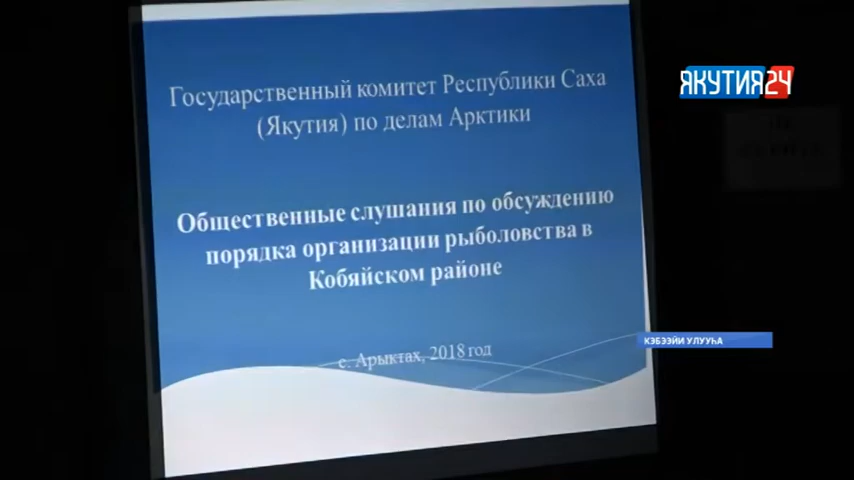 Государственный комитет Республики Саха
(Якутия) по делам Арктики
Общественные слушания по обсуждению
порядка организации рыболовства в
Кобяйском районе
с. Арыктах, 2018 год
ЯКУТИЯ24
КЭБЭЭЙИ УЛУУҺА